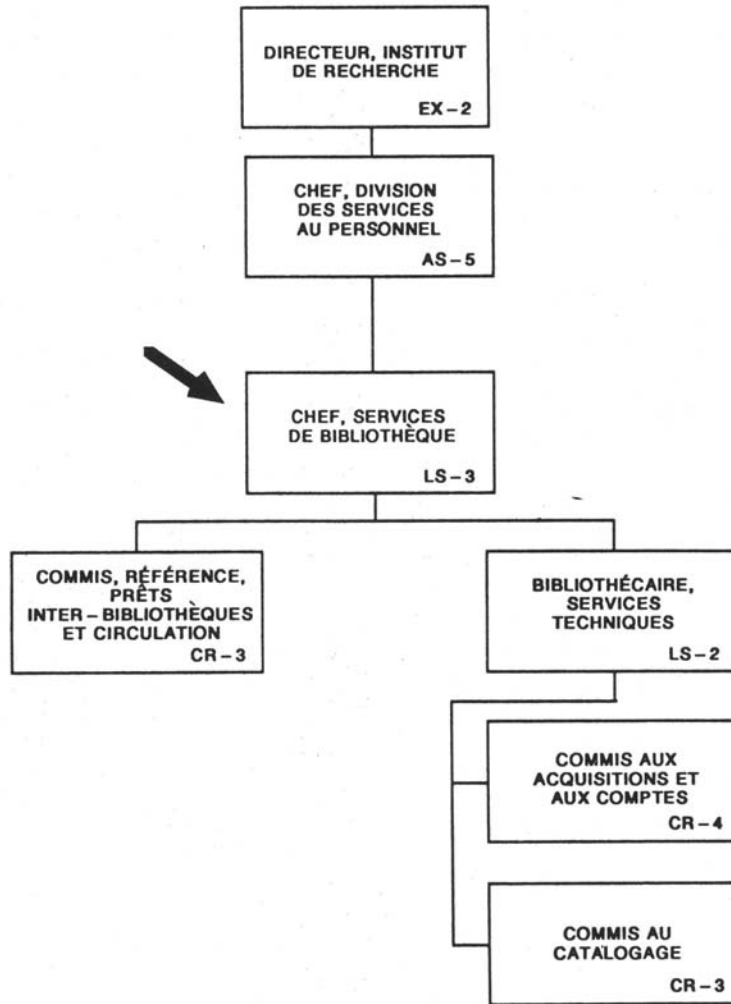 DIRECTEUR, INSTITUT
DE RECHERCHE
EX-2
CHEF, DIVISION
DES SERVICES
AU PERSONNEL
AS-5
CHEF, SERVICES
DE BIBLIOTHÈQUE
LS-3
COMMIS, RÉFÉRENCE,
PRÊTS
INTER-BIBLIOTHÈQUES
ET CIRCULATION
CR-3
BIBLIOTHÉCAIRE,
SERVICES
TECHNIQUES
LS-2
COMMIS AUX
ACQUISITIONS ET
AUX COMPTES
CR-4
COMMIS AU
CATALOGAGE
CR-3